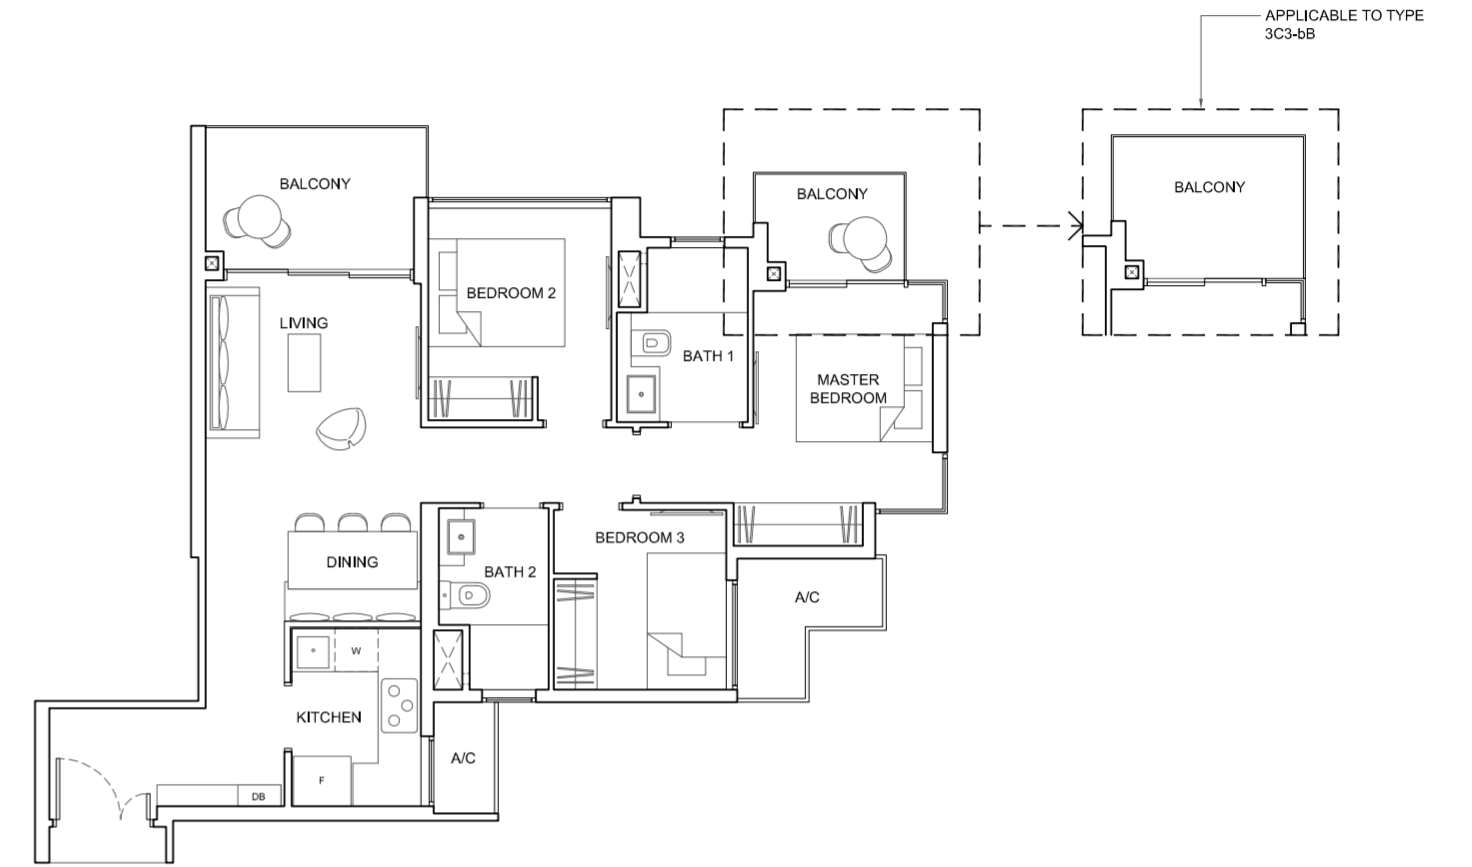 APPLICABLE TO TYPE
3C3-bB
BALCONY
BALCONY
BALCONY
BEDROOM 2
LIVING
BATH 1
MASTER
BEDROOM
BEDROOM 3
DINING
BATH 2
A/C
W
KITCHEN
A/C
F
DB